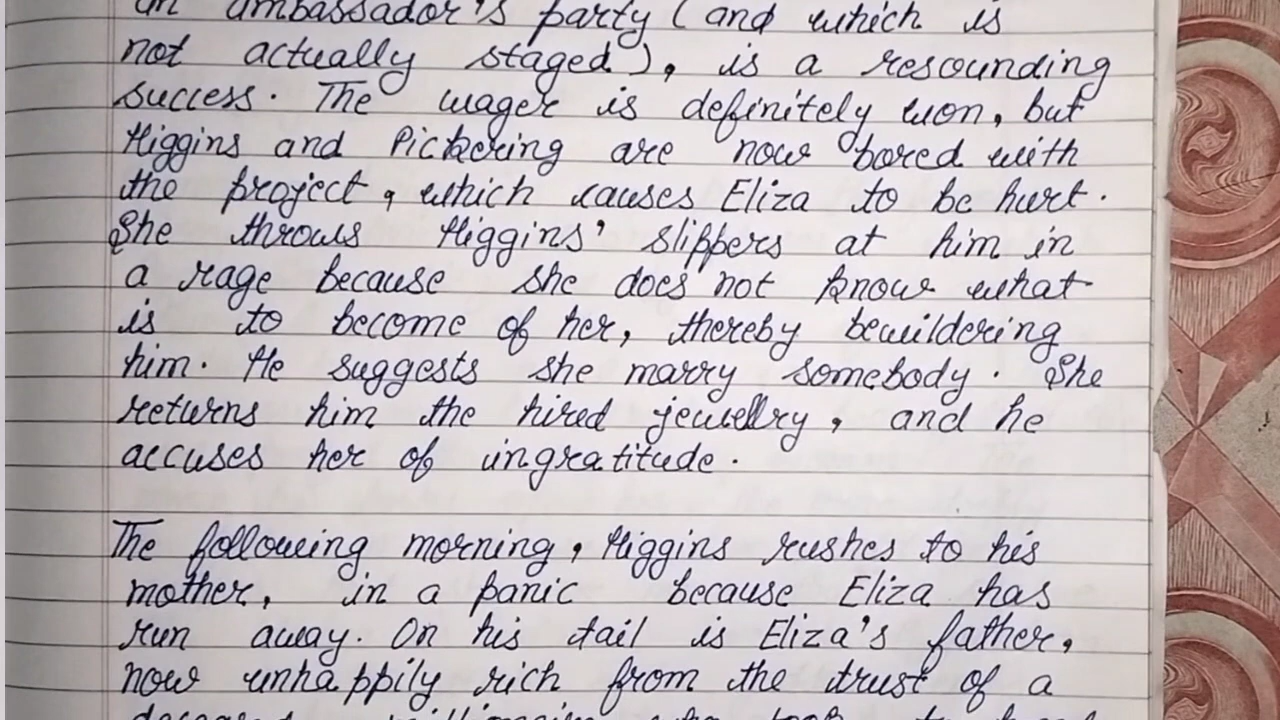 an ambassador's party (and which is
not actually staged), is a resounding
success. The wager is definitely won, but
Higgins and Pickering are now bored with
the project, which causes Eliza to be hurt.
She throws Higgins' slippers at him in
a rage because she does not know what
is to become of her, thereby bewildering
him. He suggests she marry somebody. She
returns him the hired jewellry, and he
accuses her of ingratitude.
The following morning, Higgins rushes to his
mother, in a panic because Eliza has
run away. On his tail is Eliza's father,
now unhappily rich from the trust of a
deceased millionaire who took to